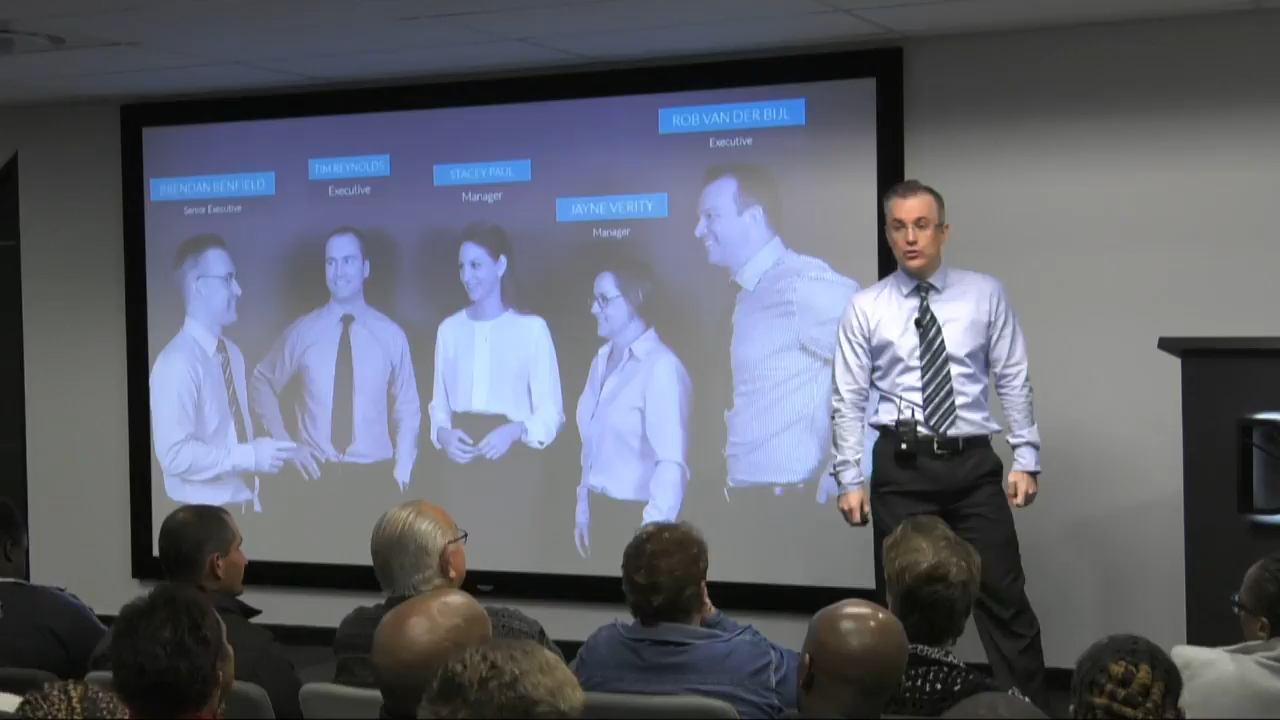 BRENDAN BENFIELD
Senior Executive
TIM REYNOLDS
Executive
STACEY PAUL
Manager
JAYNE VERITY
Manager
ROB VAN DER BIJL
Executive